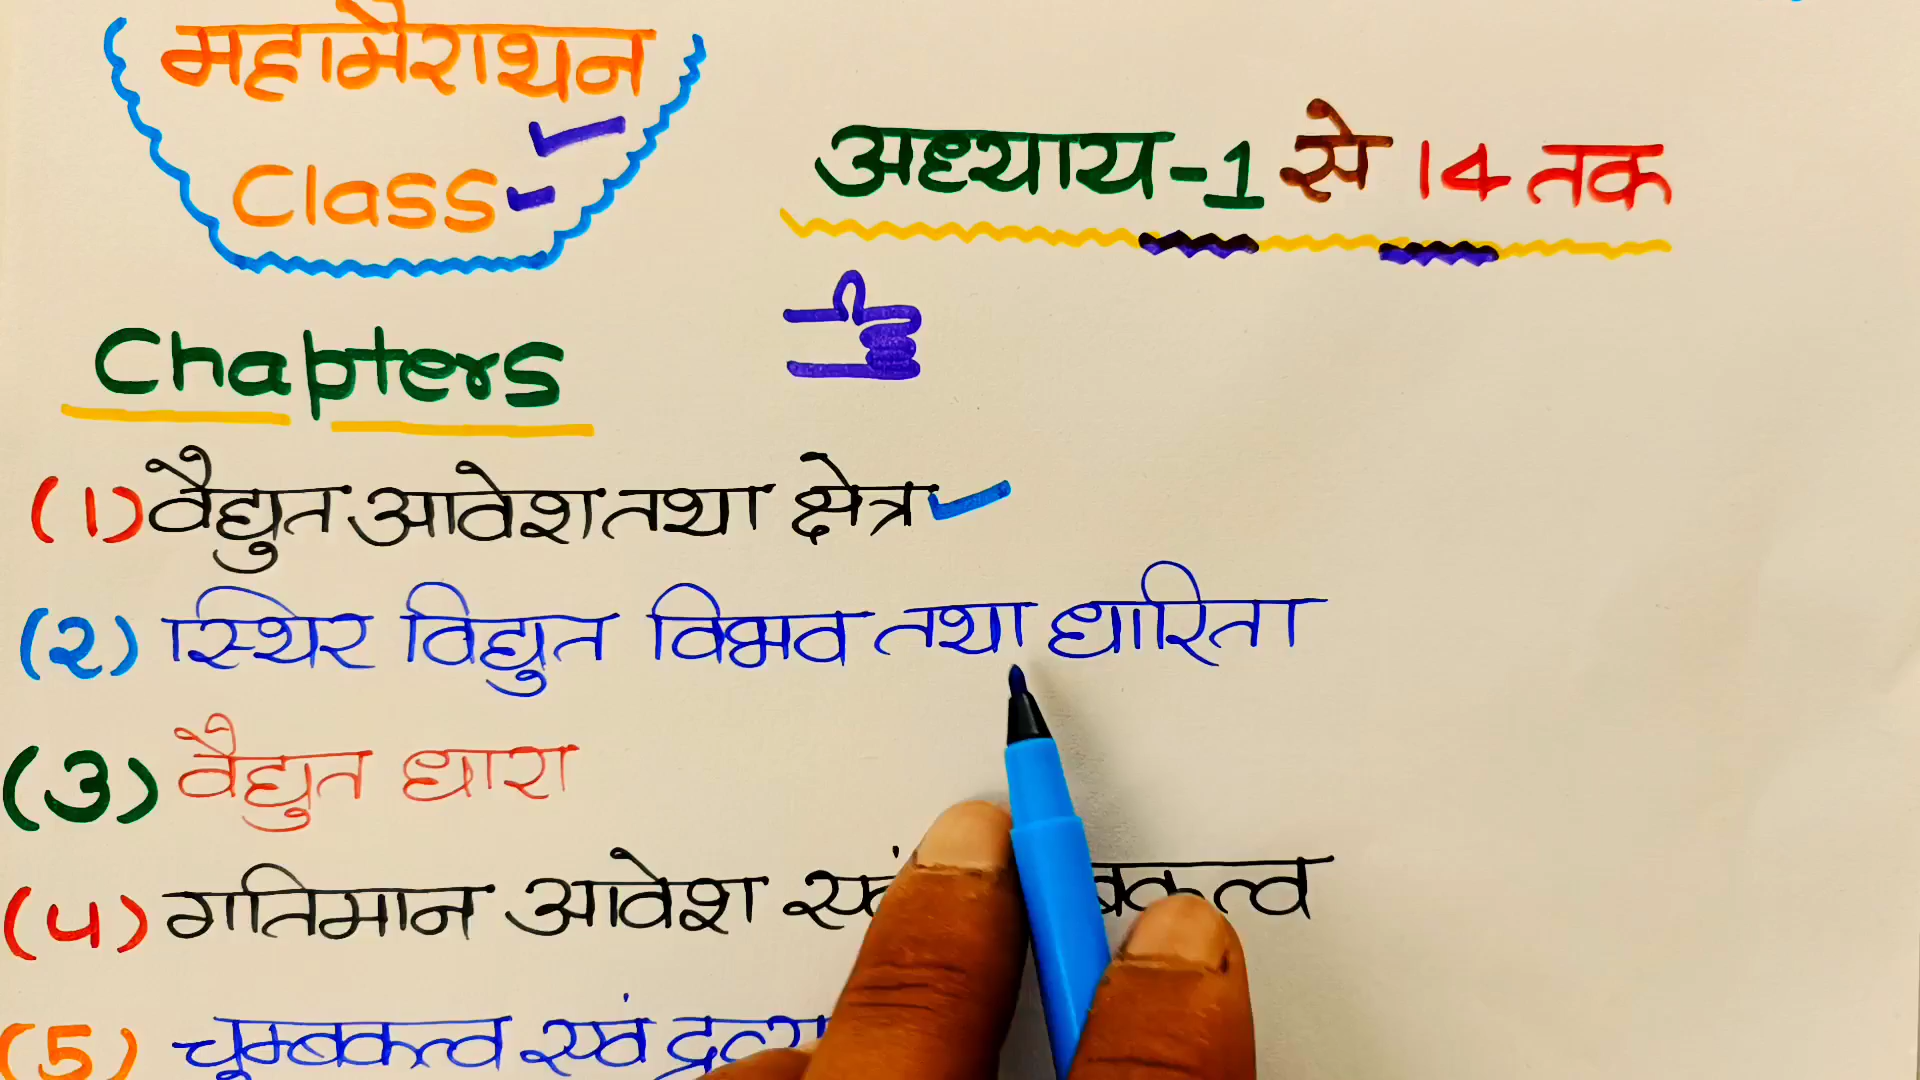 महामैराथन
Class
अध्याय-1 से 14 तक
Chapters
(1) वैद्युत आवेश तथा क्षेत्र
(2) स्थिर विद्युत विभव तथा धारिता
(3) वैद्युत धारा
(4) गतिमान आवेश एवं
(5) चुम्बकत्व एवं द्रव्य